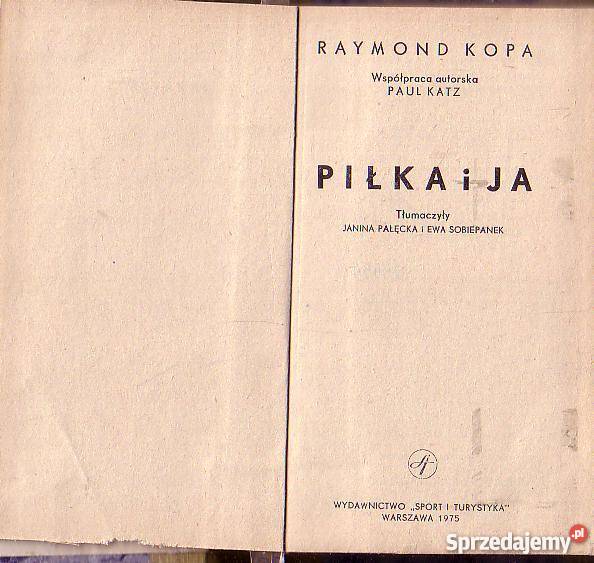 RAYMOND KOPA
Współpraca autorska
PAUL KATZ
PIŁKA i JA
Tłumaczyły
JANINA PAŁĘCKA I EWA SOBIEPANEK
WYDAWNICTWO „SPORT I TURYSTYKA”
WARSZAWA 1975
Sprzedajemy.pl